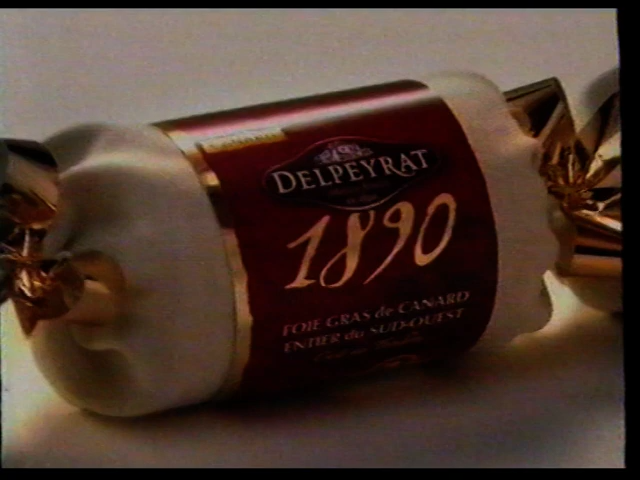 DELPEYRAT
1890
FOIE GRAS de CANARD
ENTIER du SUD-OUEST